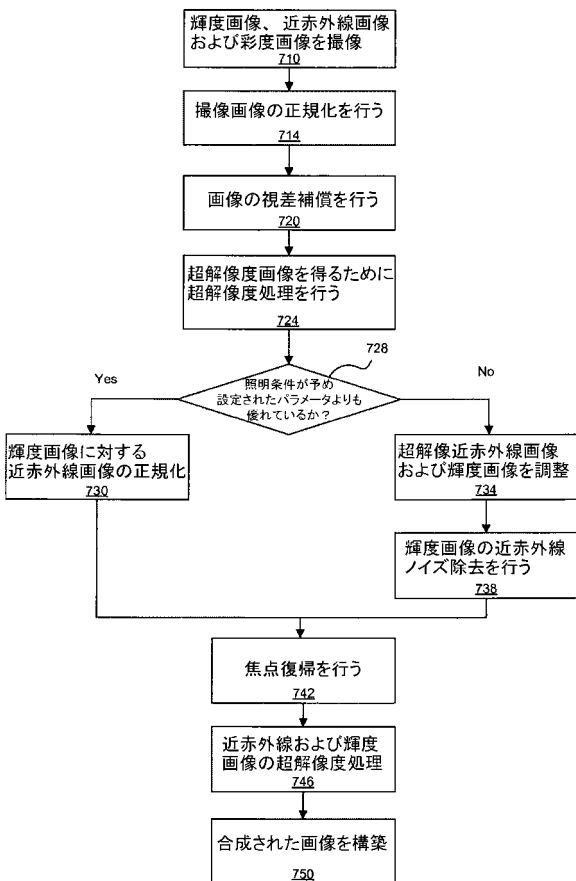 輝度画像、近赤外線画像
および彩度画像を撮像
710
撮像画像の正規化を行う
714
画像の視差補償を行う
720
超解像度画像を得るために
超解像度処理を行う
724
728
照明条件が予め
設定されたパラメータよりも
優れているか?
Yes
No
輝度画像に対する
近赤外線画像の正規化
730
超解像近赤外線画像
および輝度画像を調整
734
輝度画像の近赤外線
ノイズ除去を行う
738
焦点復帰を行う
742
近赤外線および輝度
画像の超解像度処理
746
合成された画像を構築
750